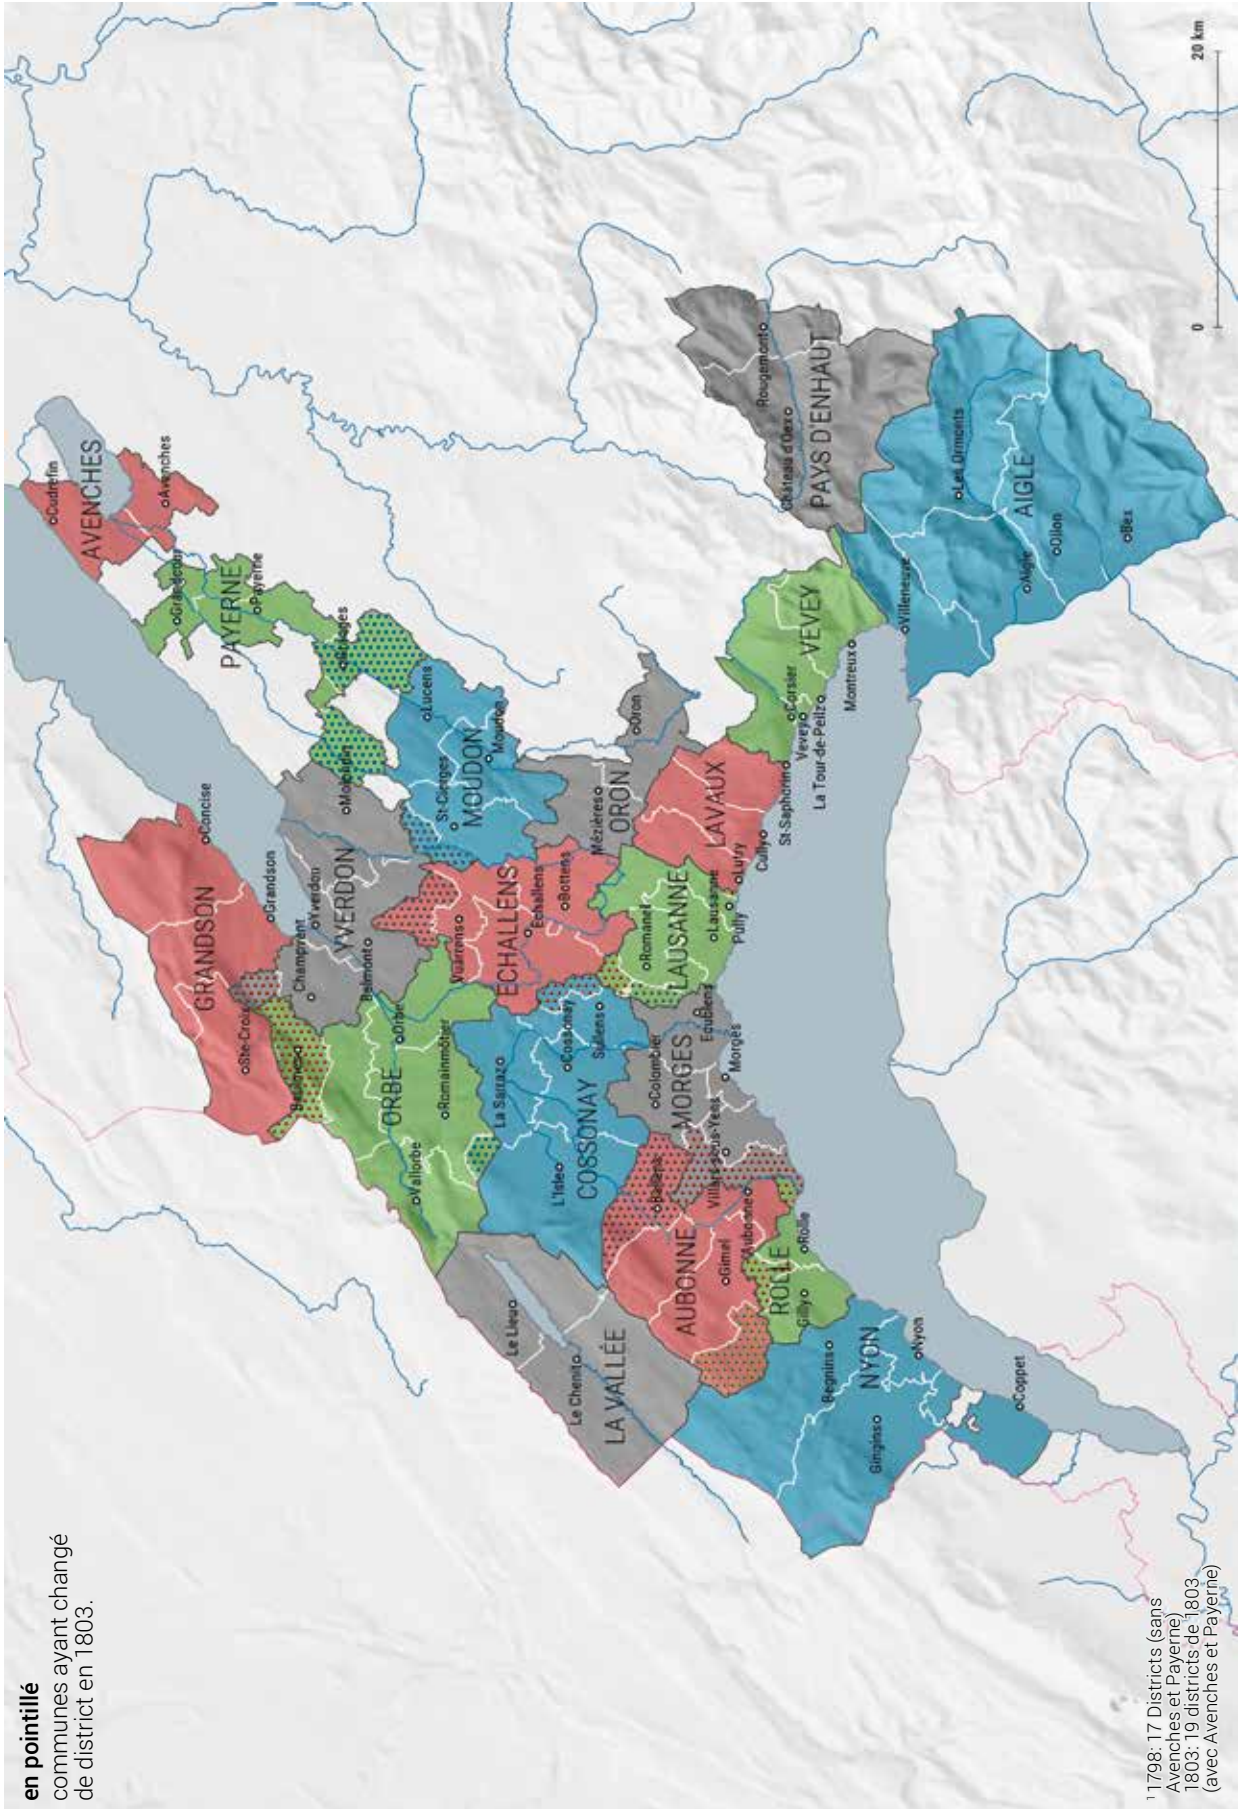 en pointillé
communes ayant changé
de district en 1803.
Cudrefin
AVENCHES
Avenches
Grandcour
Payerne
PAYERNE
Granges
Lucens
Moudon
MOUDON
St-Cierges
Molondin
Concise
GRANDSON
Grandson
Ste-Croix
Baulmes
Champvent
Yverdon
YVERDON
Belmont
Vuarrens
ECHALLENS
Echallens
Bottens
Mézières
ORON
Oron
Orbe
ORBE
Romainmôtier
Vallorbe
La Sarraz
Cossonay
COSSONAY
Sullens
L'Isle
Romanel
LAUSANNE
Lausanne
Pully
Lutry
Cully
LAVAUX
St-Saphorin
Corsier
Vevey
VEVEY
La Tour-de-Peilz
Montreux
Rougemont
Château d'Oex
PAYS D'ENHAUT
Villeneuve
Les Ormonts
AIGLE
Aigle
Ollon
Bex
Colombier
Ecublens
MORGES
Morges
Villars-sous-Yens
Ballens
AUBONNE
Aubonne
Gimel
ROLLE
Rolle
Gilly
Le Lieu
Le Chenit
LA VALLÉE
Begnins
NYON
Nyon
Gingins
Coppet
0
20 km
¹ 1798: 17 Districts (sans
Avenches et Payerne)
1803: 19 districts de 1803
(avec Avenches et Payerne)